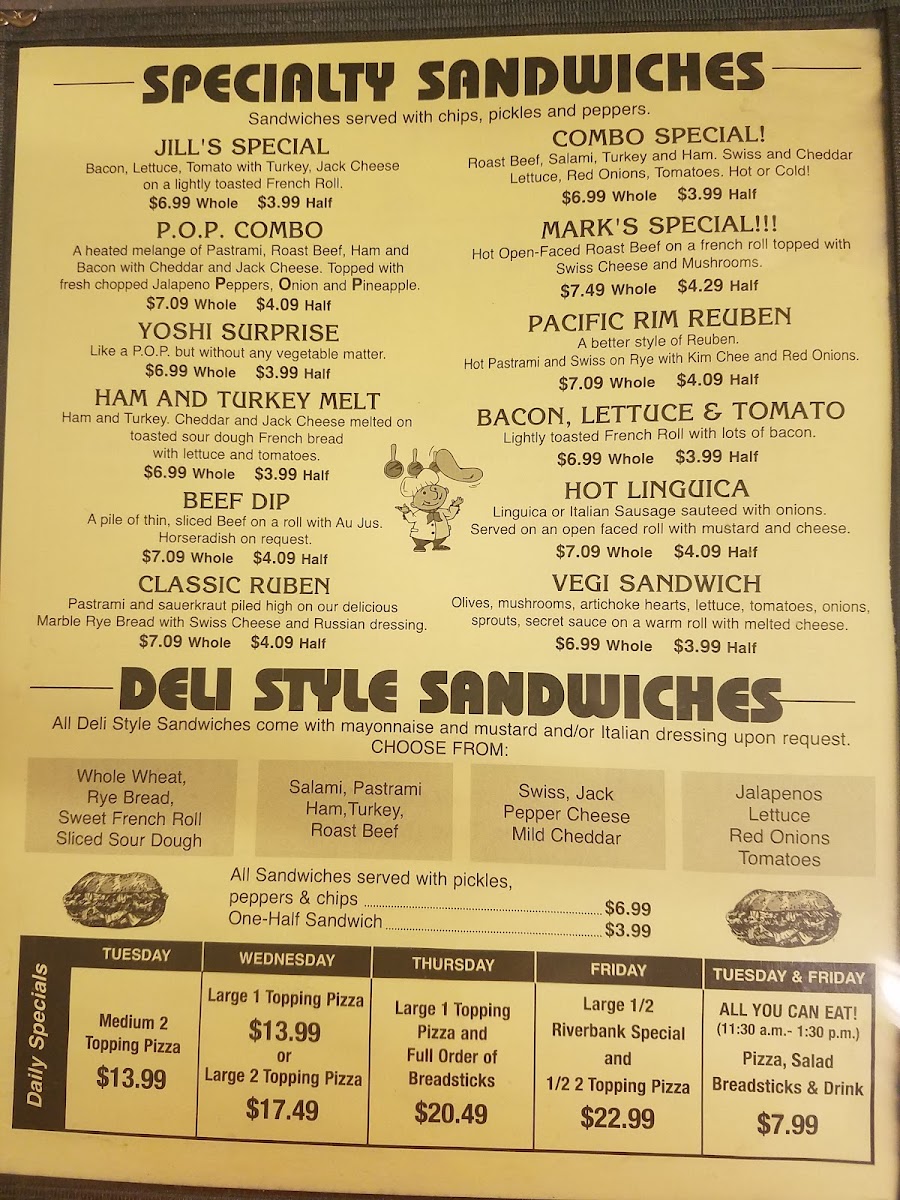 SPECIALTY SANDWICHES
Sandwiches served with chips, pickles and peppers.
JILL'S SPECIAL
Bacon, Lettuce, Tomato with Turkey, Jack Cheese
on a lightly toasted French Roll.
$6.99 Whole $3.99 Half
P.O.P. COMBO
A heated melange of Pastrami, Roast Beef, Ham and
Bacon with Cheddar and Jack Cheese. Topped with
fresh chopped Jalapeno Peppers, Onion and Pineapple.
$7.09 Whole $4.09 Half
YOSHI SURPRISE
Like a P.O.P. but without any vegetable matter.
$6.99 Whole $3.99 Half
HAM AND TURKEY MELT
Ham and Turkey. Cheddar and Jack Cheese melted on
toasted sour dough French bread
with lettuce and tomatoes.
$6.99 Whole $3.99 Half
BEEF DIP
A pile of thin, sliced Beef on a roll with Au Jus.
Horseradish on request.
$7.09 Whole $4.09 Half
CLASSIC RUBEN
Pastrami and sauerkraut piled high on our delicious
Marble Rye Bread with Swiss Cheese and Russian dressing.
$7.09 Whole $4.09 Half
COMBO SPECIAL!
Roast Beef, Salami, Turkey and Ham. Swiss and Cheddar
Lettuce, Red Onions, Tomatoes. Hot or Cold!
$6.99 Whole $3.99 Half
MARK'S SPECIAL!!!
Hot Open-Faced Roast Beef on a french roll topped with
Swiss Cheese and Mushrooms.
$7.49 Whole $4.29 Half
PACIFIC RIM REUBEN
A better style of Reuben.
Hot Pastrami and Swiss on Rye with Kim Chee and Red Onions.
$7.09 Whole $4.09 Half
BACON, LETTUCE & TOMATO
Lightly toasted French Roll with lots of bacon.
$6.99 Whole $3.99 Half
HOT LINGUICA
Linguica or Italian Sausage sauteed with onions.
Served on an open faced roll with mustard and cheese.
$7.09 Whole $4.09 Half
VEGI SANDWICH
Olives, mushrooms, artichoke hearts, lettuce, tomatoes, onions,
sprouts, secret sauce on a warm roll with melted cheese.
$6.99 Whole $3.99 Half
DELI STYLE SANDWICHES
All Deli Style Sandwiches come with mayonnaise and mustard and/or Italian dressing upon request.
CHOOSE FROM:
Whole Wheat,
Rye Bread,
Sweet French Roll
Sliced Sour Dough
Salami, Pastrami
Ham,Turkey,
Roast Beef
Swiss, Jack
Pepper Cheese
Mild Cheddar
Jalapenos
Lettuce
Red Onions
Tomatoes
All Sandwiches served with pickles,
peppers & chips $6.99
One-Half Sandwich $3.99
Daily Specials
TUESDAY
Medium 2
Topping Pizza
$13.99
WEDNESDAY
Large 1 Topping Pizza
$13.99
or
Large 2 Topping Pizza
$17.49
THURSDAY
Large 1 Topping
Pizza and
Full Order of
Breadsticks
$20.49
FRIDAY
Large 1/2
Riverbank Special
and
1/2 2 Topping Pizza
$22.99
TUESDAY & FRIDAY
ALL YOU CAN EAT!
(11:30 a.m.- 1:30 p.m.)
Pizza, Salad
Breadsticks & Drink
$7.99